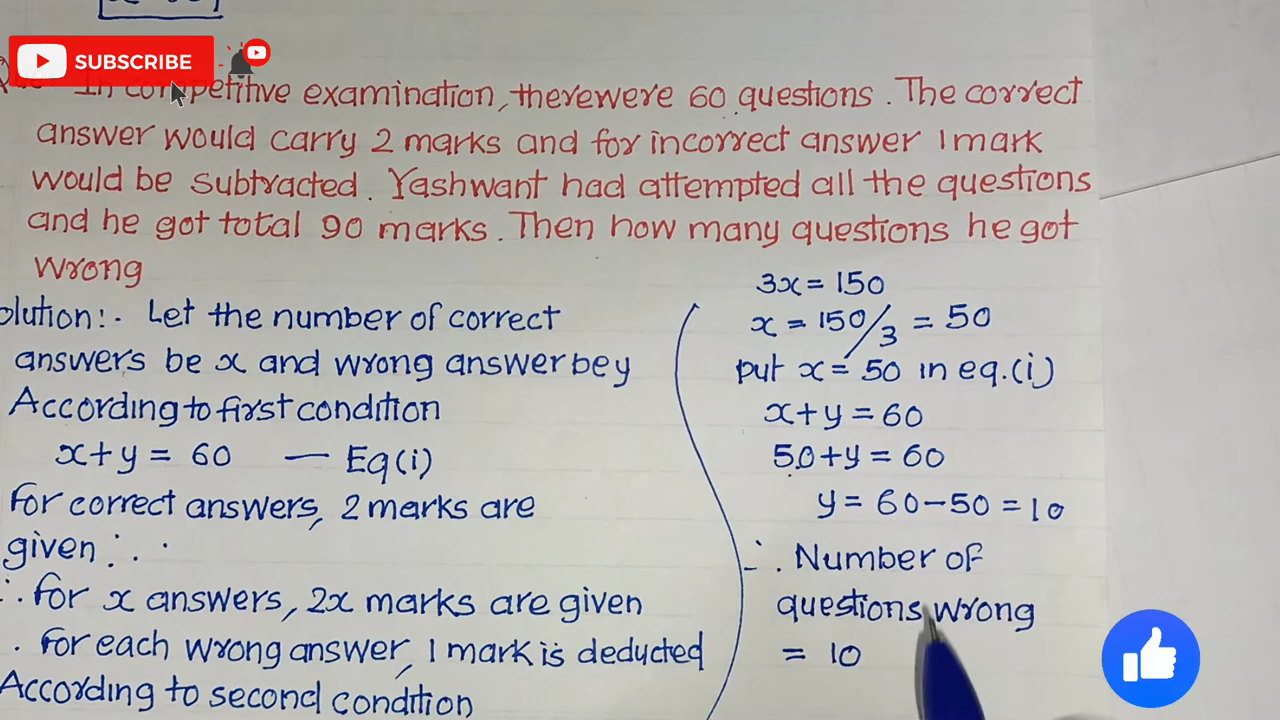 SUBSCRIBE
In competitive examination, there were 60 questions. The correct
answer would carry 2 marks and for incorrect answer 1 mark
would be subtracted. Yashwant had attempted all the questions
and he got total 90 marks. Then how many questions he got
wrong
olution:- Let the number of correct
answers be x and wrong answer be y
According to first condition
x+y = 60 — Eq(i)
for correct answers, 2 marks are
given ∴ .
∴ for x answers, 2x marks are given
. for each wrong answer, 1 mark is deducted
According to second condition
3x = 150
x = 150/3 = 50
put x = 50 in eq.(i)
x+y = 60
50+y = 60
y = 60-50 = 10
∴ Number of
questions wrong
= 10